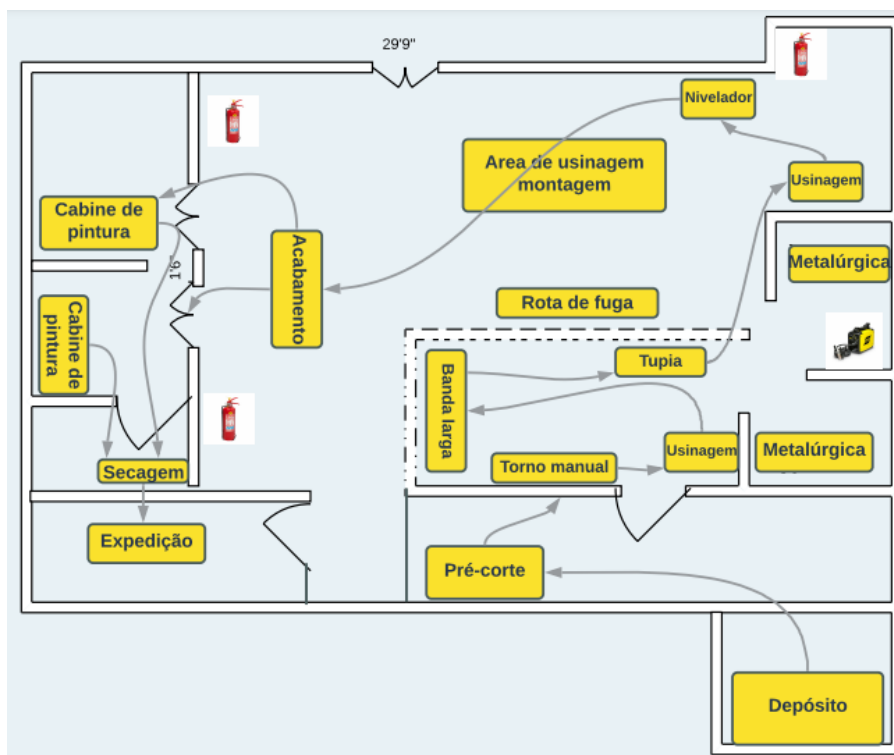 29'9"
Nivelador
Area de usinagem
montagem
Usinagem
Cabine de
pintura
Acabamento
1'6"
Metalúrgica
Rota de fuga
Cabine de
pintura
Tupia
Banda larga
Usinagem
Metalúrgica
Torno manual
Secagem
Expedição
Pré-corte
Depósito